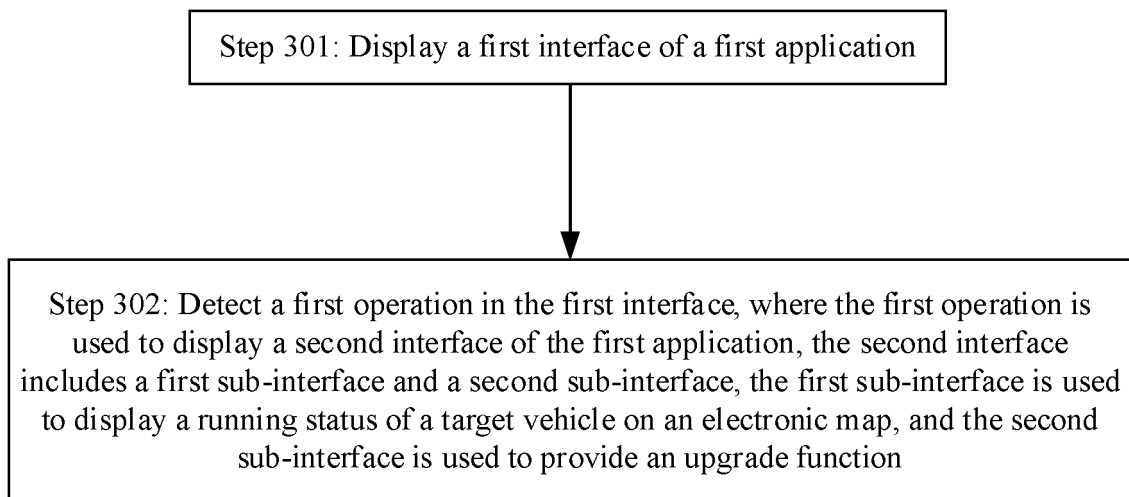 Step 301: Display a first interface of a first application
Step 302: Detect a first operation in the first interface, where the first operation is
used to display a second interface of the first application, the second interface
includes a first sub-interface and a second sub-interface, the first sub-interface is used
to display a running status of a target vehicle on an electronic map, and the second
sub-interface is used to provide an upgrade function